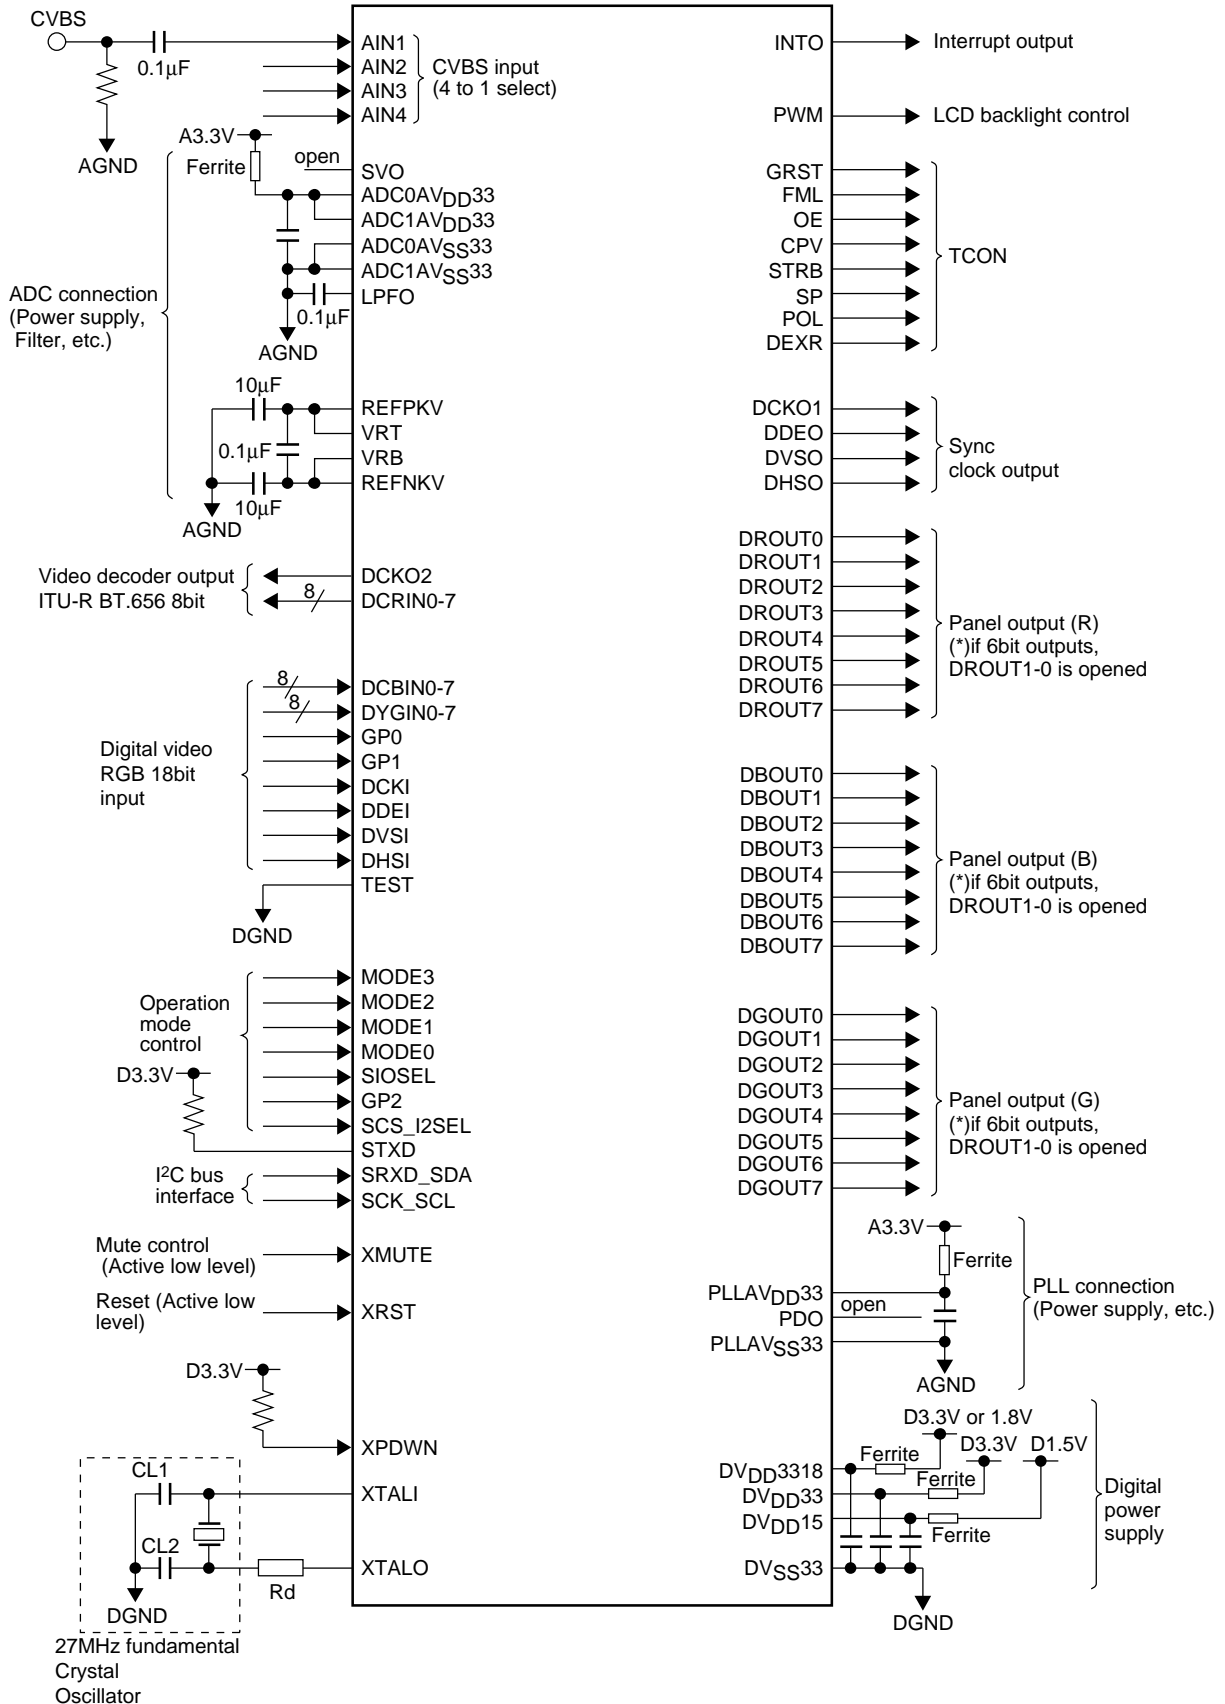 CVBS
0.1μF
AGND
AIN1
AIN2
AIN3
AIN4
CVBS input
(4 to 1 select)
A3.3V
Ferrite
open
SVO
ADC0AVDD33
ADC1AVDD33
ADC0AVSS33
ADC1AVSS33
LPFO
0.1μF
AGND
ADC connection
(Power supply,
Filter, etc.)
10μF
REFPKV
VRT
0.1μF
VRB
REFNKV
10μF
AGND
Video decoder output
ITU-R BT.656 8bit
DCKO2
8
DCRIN0-7
Digital video
RGB 18bit
input
8
DCBIN0-7
8
DYGIN0-7
GP0
GP1
DCKI
DDEI
DVSI
DHSI
TEST
DGND
Operation
mode
control
MODE3
MODE2
MODE1
MODE0
SIOSEL
GP2
SCS_I2SEL
D3.3V
STXD
I2C bus
interface
SRXD_SDA
SCK_SCL
Mute control
(Active low level)
XMUTE
Reset (Active low
level)
XRST
D3.3V
XPDWN
CL1
XTALI
CL2
XTALO
Rd
DGND
27MHz fundamental
Crystal
Oscillator
INTO
Interrupt output
PWM
LCD backlight control
GRST
FML
OE
CPV
STRB
SP
POL
DEXR
TCON
DCKO1
DDEO
DVSO
DHSO
Sync
clock output
DROUT0
DROUT1
DROUT2
DROUT3
DROUT4
DROUT5
DROUT6
DROUT7
Panel output (R)
(*)if 6bit outputs,
DROUT1-0 is opened
DBOUT0
DBOUT1
DBOUT2
DBOUT3
DBOUT4
DBOUT5
DBOUT6
DBOUT7
Panel output (B)
(*)if 6bit outputs,
DROUT1-0 is opened
DGOUT0
DGOUT1
DGOUT2
DGOUT3
DGOUT4
DGOUT5
DGOUT6
DGOUT7
Panel output (G)
(*)if 6bit outputs,
DROUT1-0 is opened
A3.3V
Ferrite
PLLAVDD33
PDO
open
PLLAVSS33
AGND
PLL connection
(Power supply, etc.)
D3.3V or 1.8V
D3.3V
D1.5V
Ferrite
DVDD3318
Ferrite
DVDD33
DVDD15
Ferrite
DVSS33
DGND
Digital
power
supply